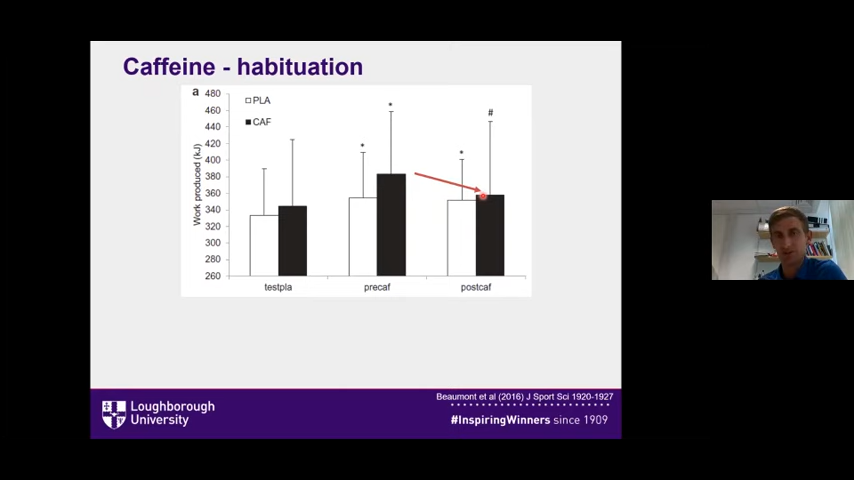 Caffeine - habituation
a
480
460
440
420
400
380
360
340
320
300
280
260
Work produced (kJ)
PLA
CAF
*
*
*
#
testpla
precaf
postcaf
Beaumont et al (2016) J Sport Sci 1920-1927
Loughborough
University
#InspiringWinners since 1909